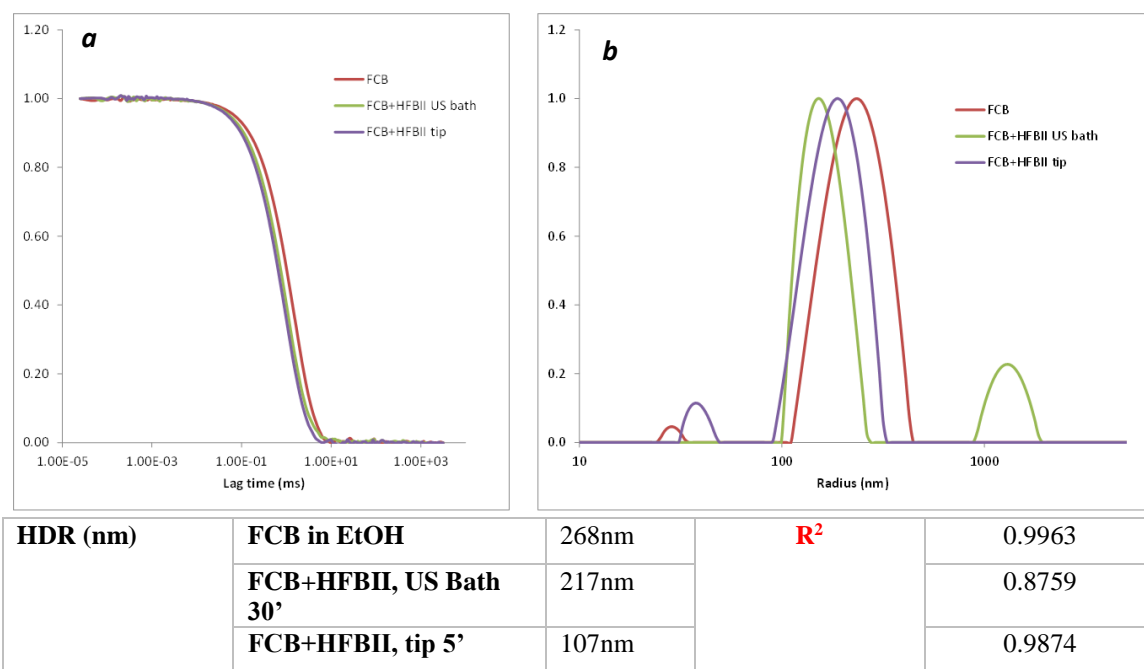 a
1.20
1.00
0.80
0.60
0.40
0.20
0.00
1.00E-05 1.00E-03 1.00E-01 1.00E+01 1.00E+03
Lag time (ms)
FCB
FCB+HFBII US bath
FCB+HFBII tip
b
1.2
1.0
0.8
0.6
0.4
0.2
0.0
10 100 1000
Radius (nm)
FCB
FCB+HFBII US bath
FCB+HFBII tip
HDR (nm) FCB in EtOH 268nm R² 0.9963
FCB+HFBII, US Bath 217nm 0.8759
30’
FCB+HFBII, tip 5’ 107nm 0.9874